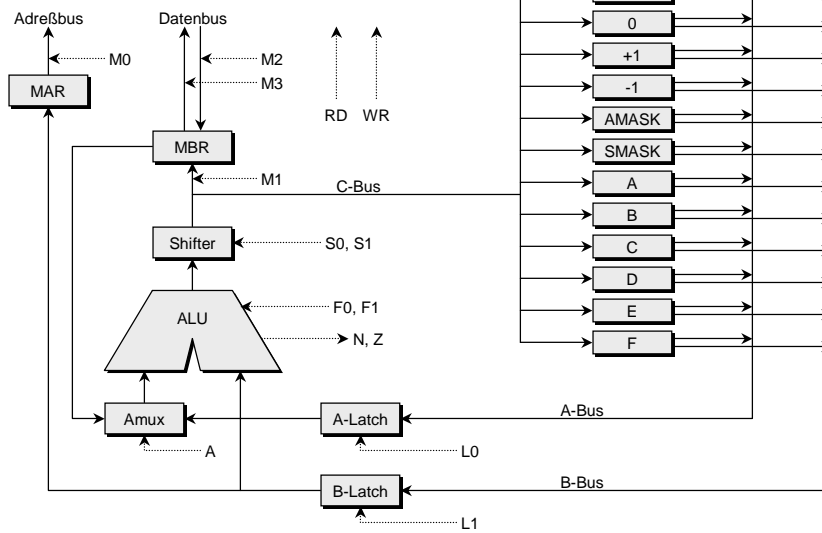 Adreßbus
Datenbus
0
M0
M2
+1
MAR
M3
-1
RD
WR
AMASK
MBR
SMASK
M1
C-Bus
A
B
Shifter
S0, S1
C
D
F0, F1
E
ALU
N, Z
F
Amux
A-Latch
A-Bus
A
L0
B-Latch
B-Bus
L1